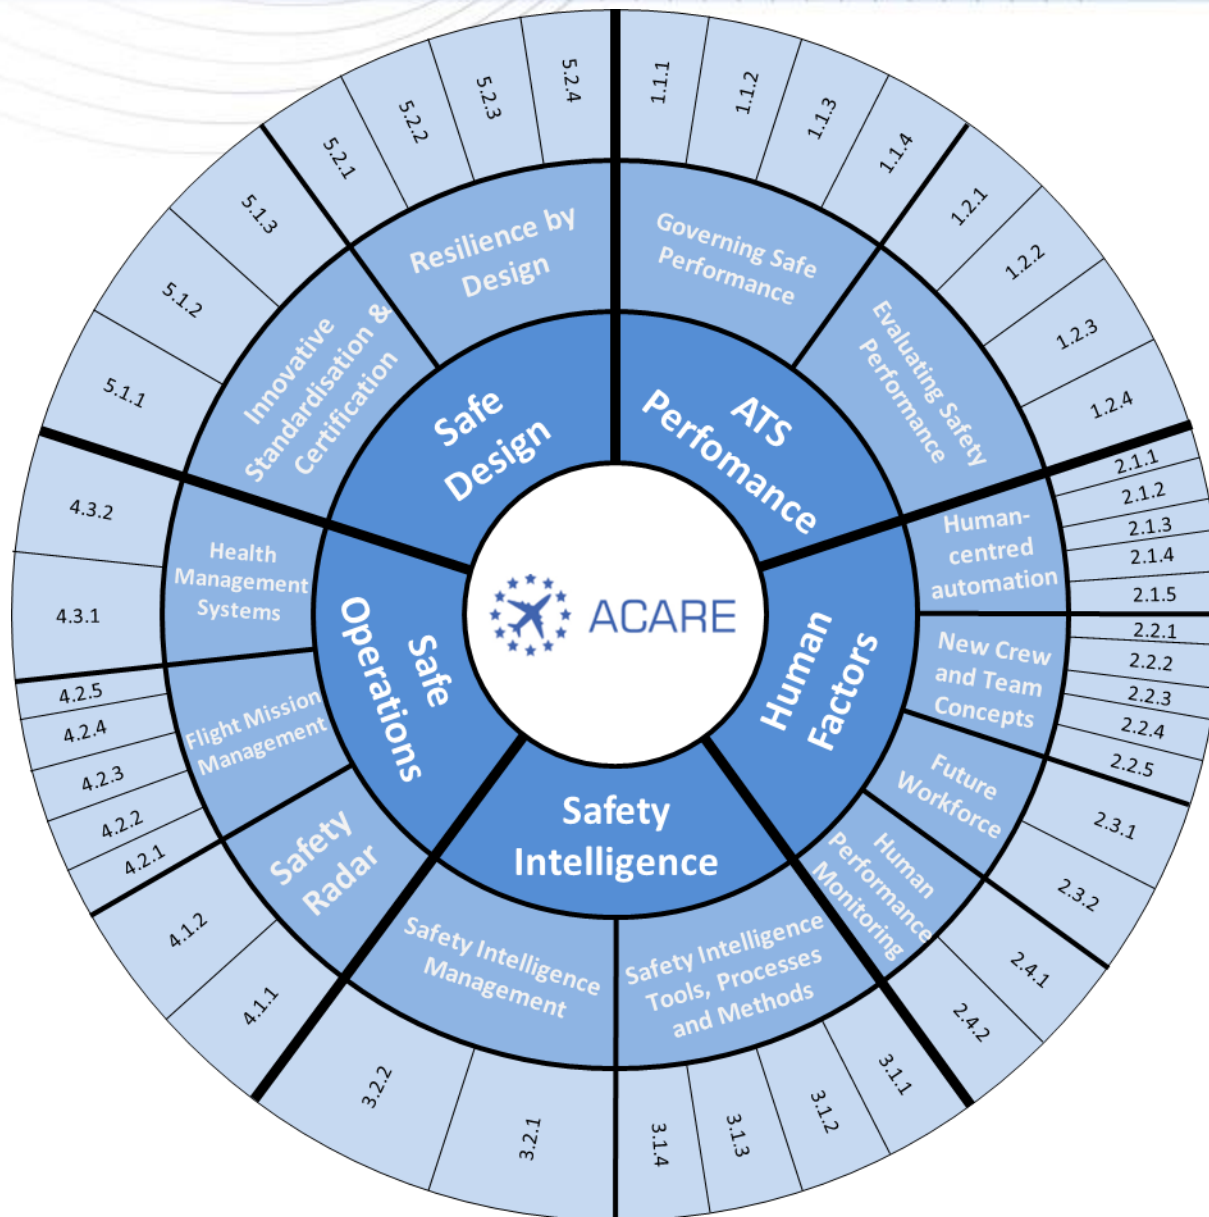 ACARE
ATS
Perfomance
Governing Safe
Performance
1.1.1
1.1.2
1.1.3
1.1.4
Evaluating Safety
Performance
1.2.1
1.2.2
1.2.3
1.2.4
Human
Factors
Human-
centred
automation
2.1.1
2.1.2
2.1.3
2.1.4
2.1.5
New Crew
and Team
Concepts
2.2.1
2.2.2
2.2.3
2.2.4
2.2.5
Future
Workforce
2.3.1
2.3.2
Human
Performance
Monitoring
2.4.1
2.4.2
Safety
Intelligence
Safety Intelligence
Tools, Processes
and Methods
3.1.1
3.1.2
3.1.3
3.1.4
Safety Intelligence
Management
3.2.1
3.2.2
Safe
Operations
Safety
Radar
4.1.1
4.1.2
Flight Mission
Management
4.2.1
4.2.2
4.2.3
4.2.4
4.2.5
Health
Management
Systems
4.3.1
4.3.2
Safe
Design
Innovative
Standardisation &
Certification
5.1.1
5.1.2
5.1.3
Resilience by
Design
5.2.1
5.2.2
5.2.3
5.2.4